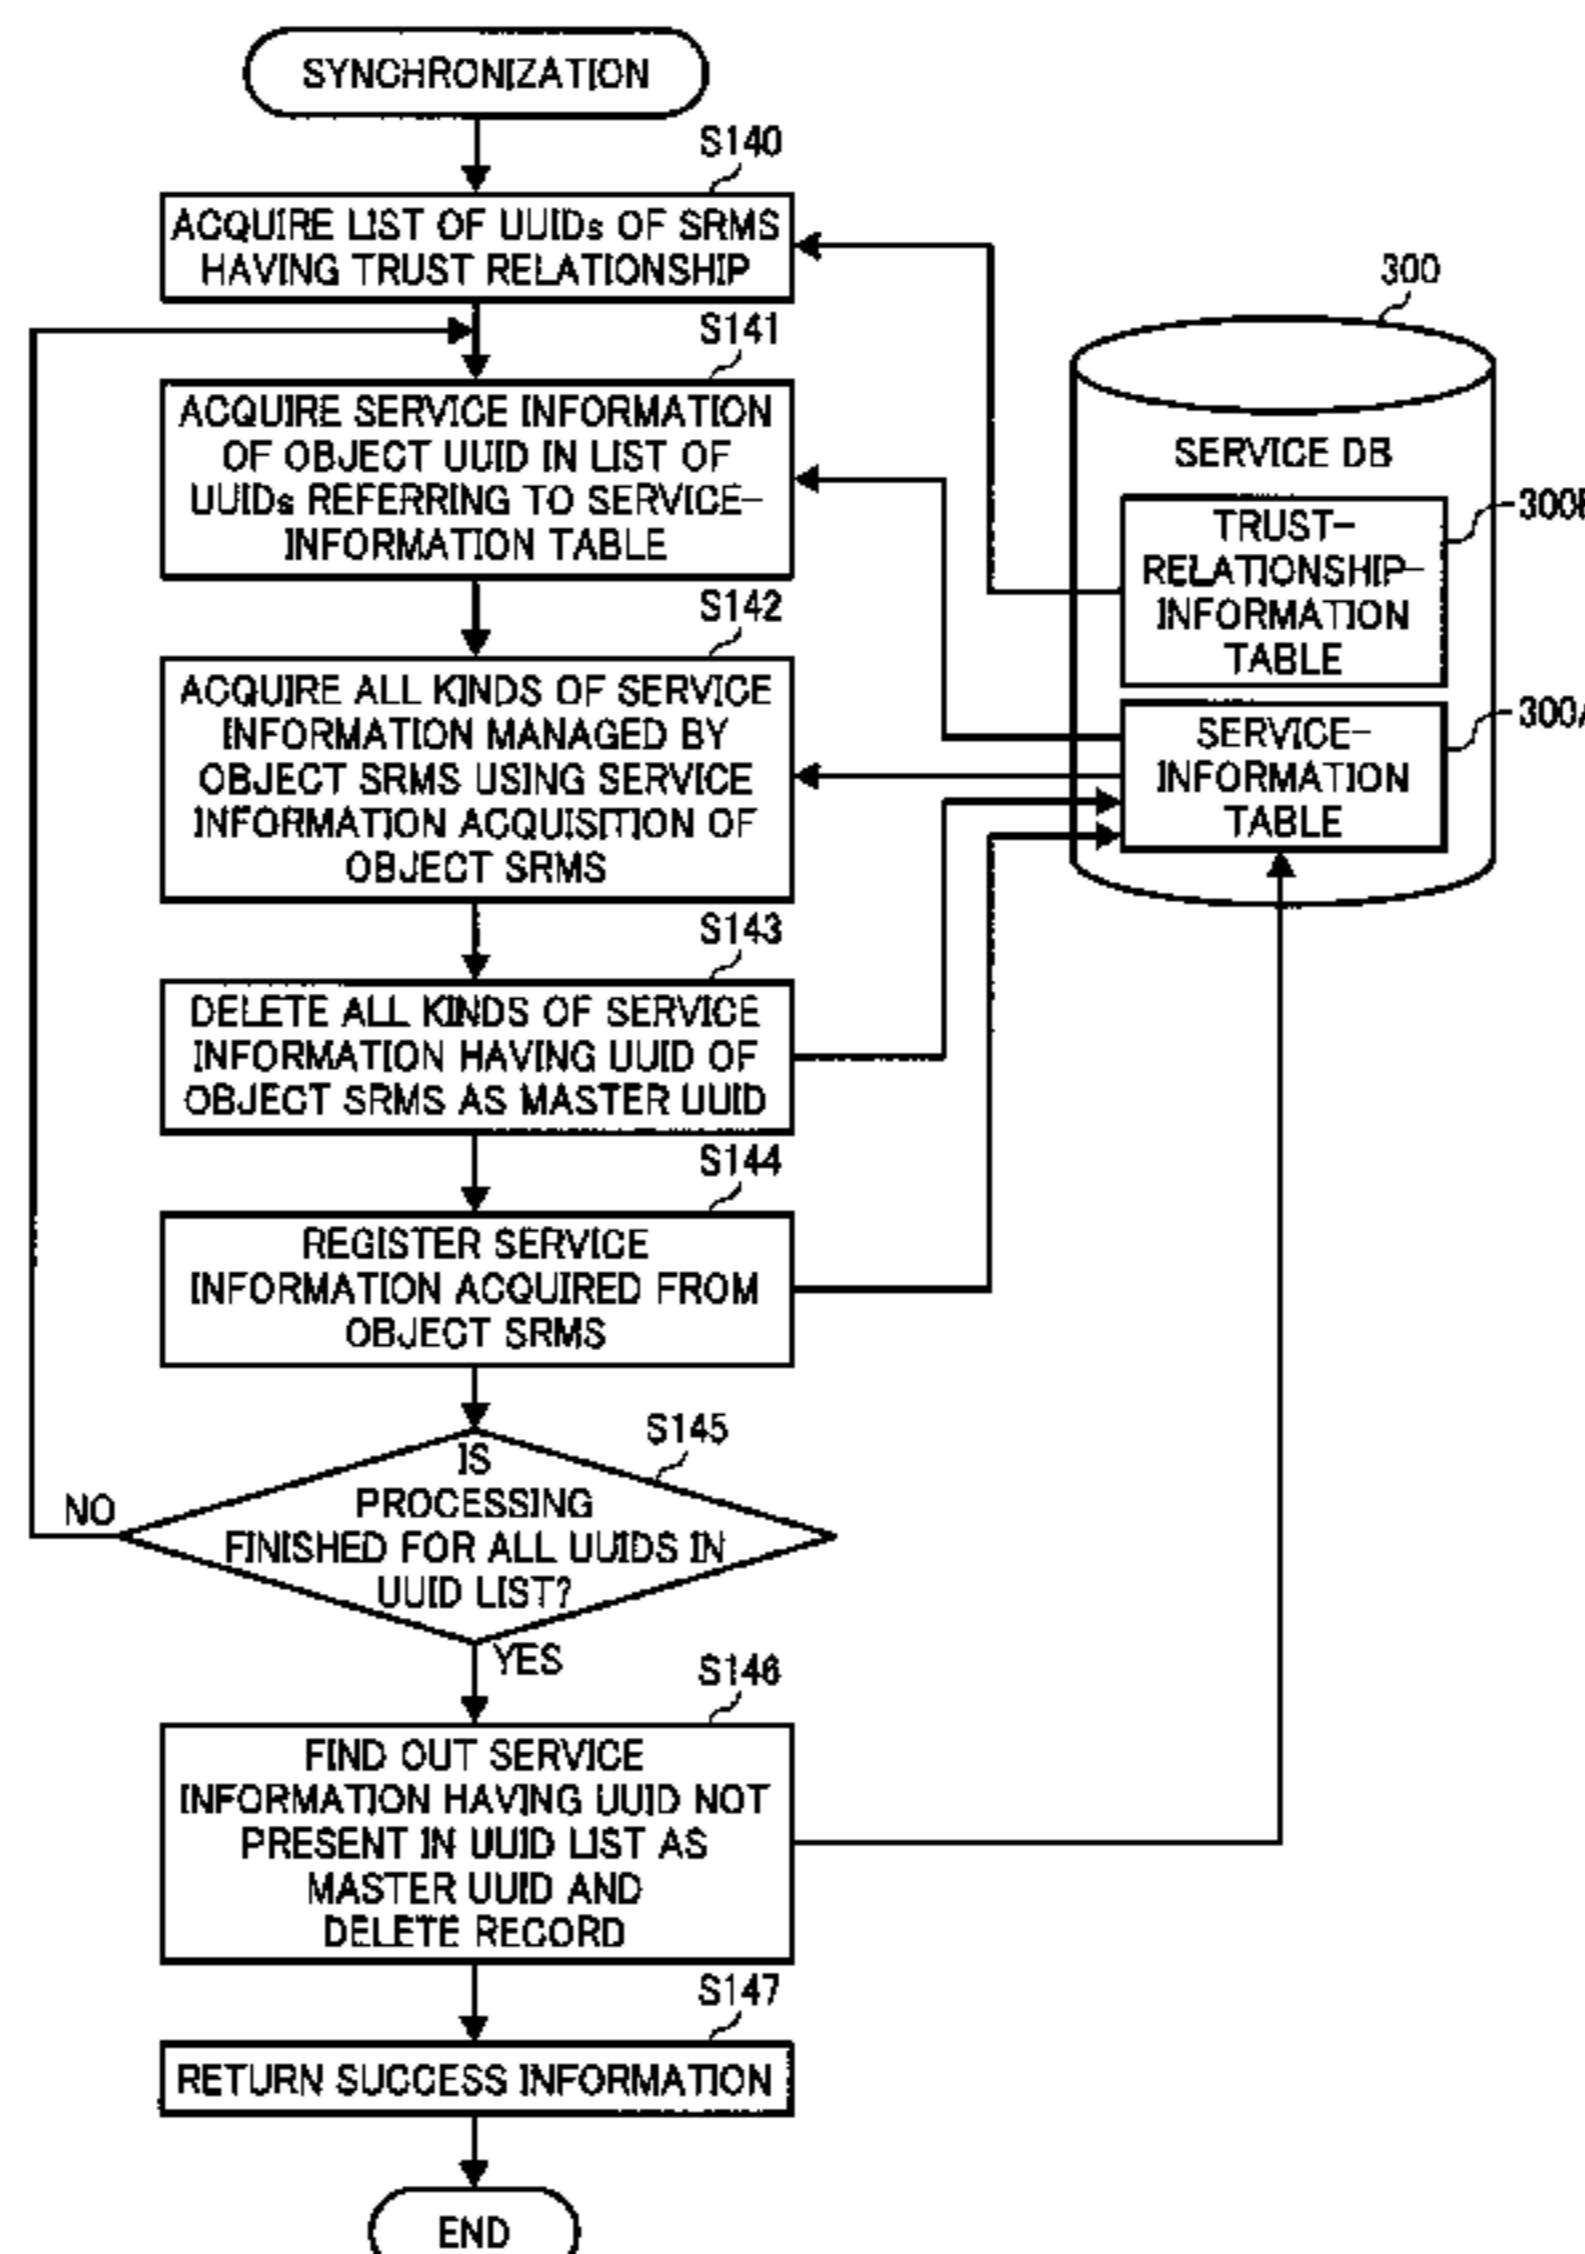 SYNCHRONIZATION
S140
ACQUIRE LIST OF UUIDs OF SRMS
HAVING TRUST RELATIONSHIP
S141
ACQUIRE SERVICE INFORMATION
OF OBJECT UUID IN LIST OF
UUIDs REFERRING TO SERVICE-
INFORMATION TABLE
S142
ACQUIRE ALL KINDS OF SERVICE
INFORMATION MANAGED BY
OBJECT SRMS USING SERVICE
INFORMATION ACQUISITION OF
OBJECT SRMS
S143
DELETE ALL KINDS OF SERVICE
INFORMATION HAVING UUID OF
OBJECT SRMS AS MASTER UUID
S144
REGISTER SERVICE
INFORMATION ACQUIRED FROM
OBJECT SRMS
S145
IS
PROCESSING
FINISHED FOR ALL UUIDS IN
UUID LIST?
NO
YES
S146
FIND OUT SERVICE
INFORMATION HAVING UUID NOT
PRESENT IN UUID LIST AS
MASTER UUID AND
DELETE RECORD
S147
RETURN SUCCESS INFORMATION
END
300
SERVICE DB
300B
TRUST-
RELATIONSHIP-
INFORMATION
TABLE
300A
SERVICE-
INFORMATION
TABLE